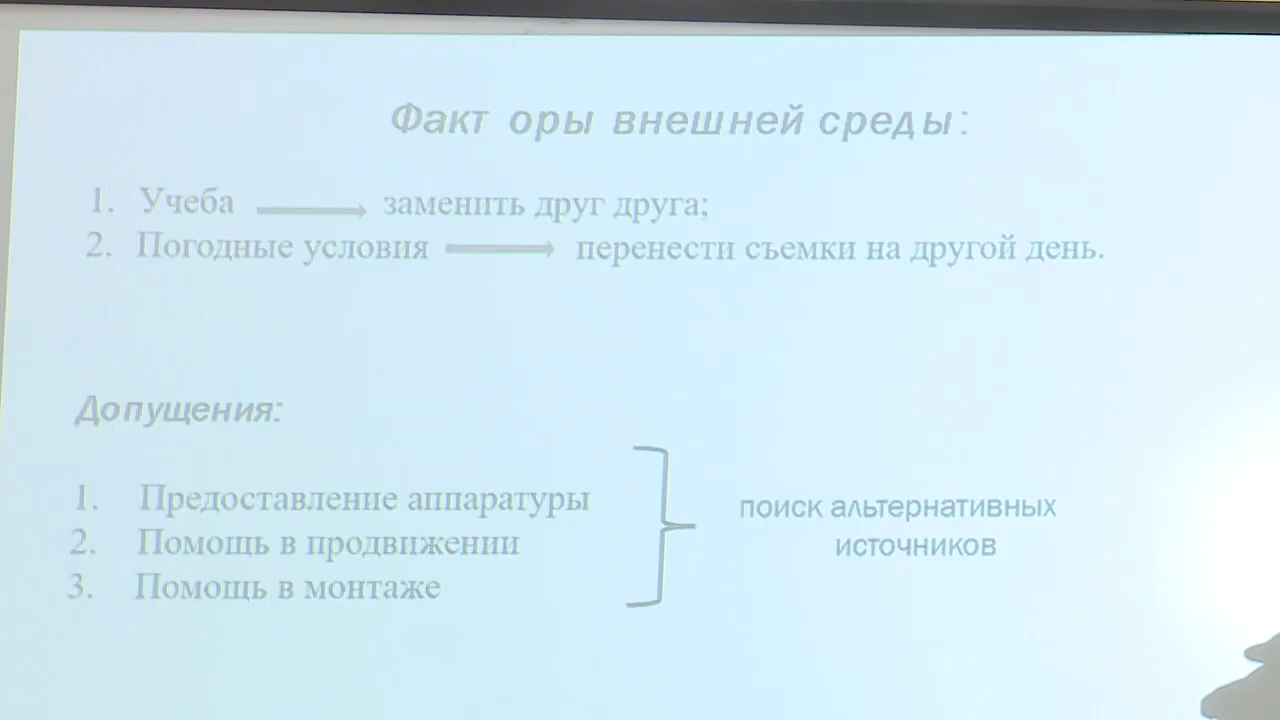 Факт оры внешней среды:
1. Учеба → заменить друг друга;
2. Погодные условия → перенести съемки на другой день.
Допущения:
1. Предоставление аппаратуры
2. Помощь в продвижении
3. Помощь в монтаже
поиск альтернативных
источников